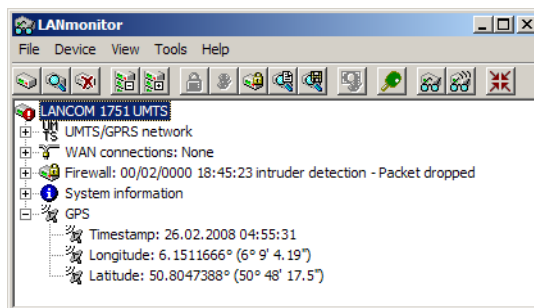 LANmonitor
File Device View Tools Help
LANCOM 1751 UMTS
UM TS UMTS/GPRS network
WAN connections: None
Firewall: 00/02/0000 18:45:23 intruder detection - Packet dropped
System information
GPS
Timestamp: 26.02.2008 04:55:31
Longitude: 6.1511666° (6° 9' 4.19")
Latitude: 50.8047388° (50° 48' 17.5")